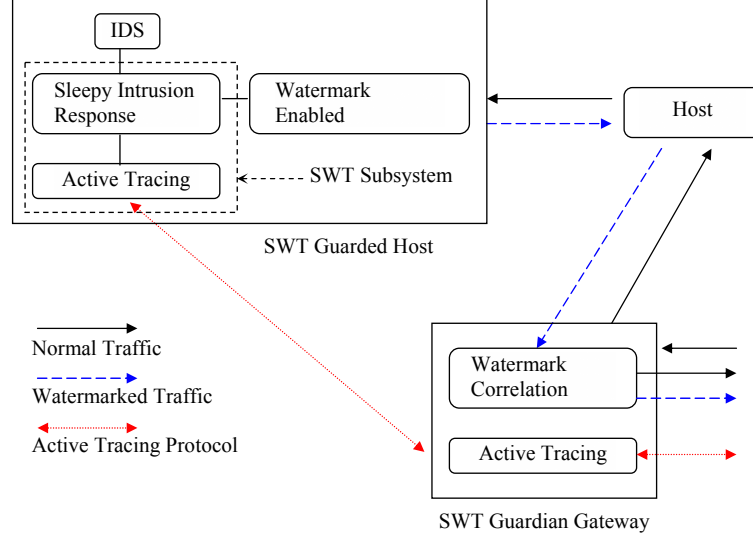 IDS
Sleepy Intrusion
Response
Watermark
Enabled
Host
Active Tracing
SWT Subsystem
SWT Guarded Host
Normal Traffic
Watermarked Traffic
Active Tracing Protocol
Watermark
Correlation
Active Tracing
SWT Guardian Gateway